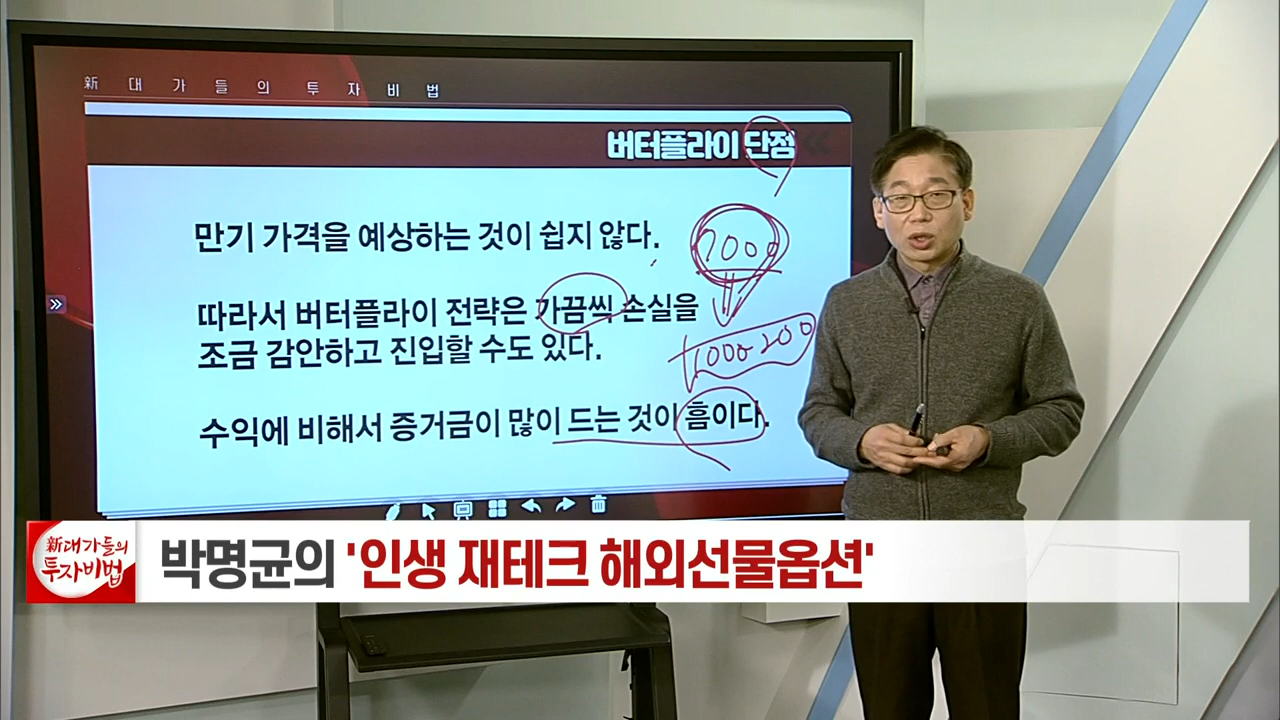 新 대 가 들 의 투 자 비 법
버터플라이 단점
만기 가격을 예상하는 것이 쉽지 않다.
7000
따라서 버터플라이 전략은 가끔씩 손실을
조금 감안하고 진입할 수도 있다.
1000-200
수익에 비해서 증거금이 많이 드는 것이 흠이다.
新대가들의
투자비법
박명균의 '인생 재테크 해외선물옵션'